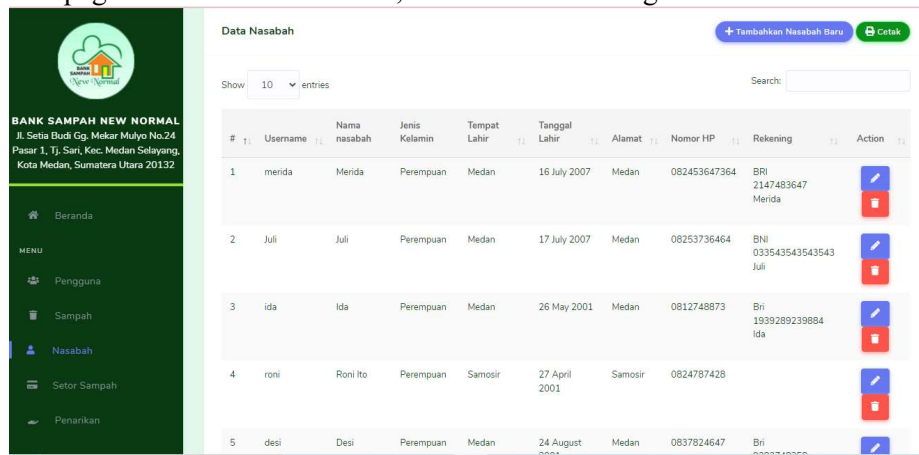 Data Nasabah
+ Tambahkan Nasabah Baru
Cetak
BANK
SAMPAH
New Normal
BANK SAMPAH NEW NORMAL
Jl. Setia Budi Gg. Mekar Mulyo No.24
Pasar 1, Tj. Sari, Kec. Medan Selayang,
Kota Medan, Sumatera Utara 20132
Beranda
MENU
Pengguna
Sampah
Nasabah
Setor Sampah
Penarikan
Show 10 entries
Search:
# Username Nama nasabah Jenis Kelamin Tempat Lahir Tanggal Lahir Alamat Nomor HP Rekening Action
1 merida Merida Perempuan Medan 16 July 2007 Medan 082453647364 BRI
2147483647
Merida
2 Juli Juli Perempuan Medan 17 July 2007 Medan 08253736464 BNI
033543543543543
Juli
3 ida Ida Perempuan Medan 26 May 2001 Medan 0812748873 Bri
1939289239884
Ida
4 roni Roni Ito Perempuan Samosir 27 April 2001 Samosir 0824787428
5 desi Desi Perempuan Medan 24 August Medan 0837824647 Bri